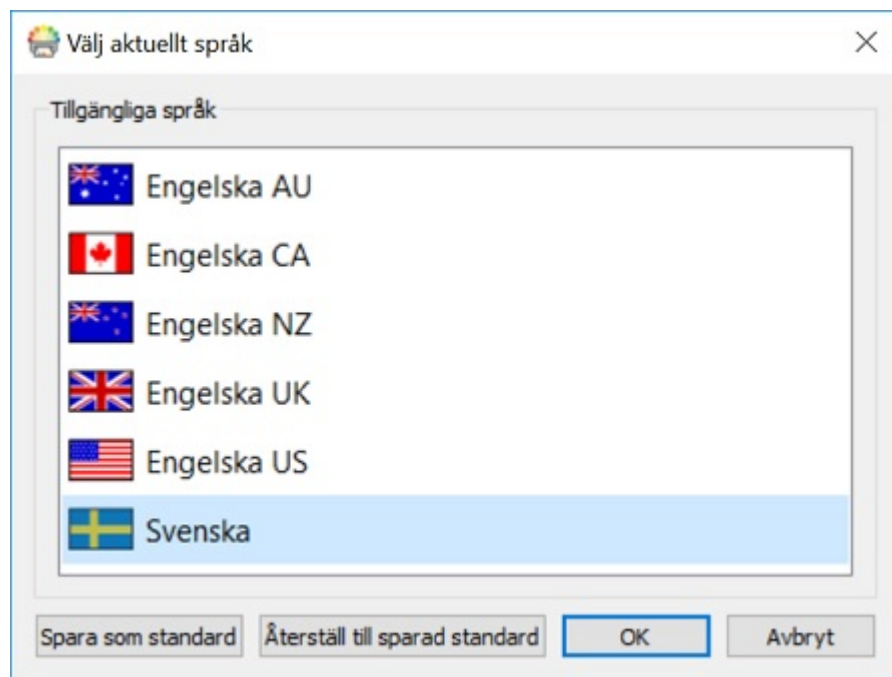 Välj aktuellt språk
Tillgängliga språk
Engelska AU
Engelska CA
Engelska NZ
Engelska UK
Engelska US
Svenska
Spara som standard Återställ till sparad standard OK Avbryt